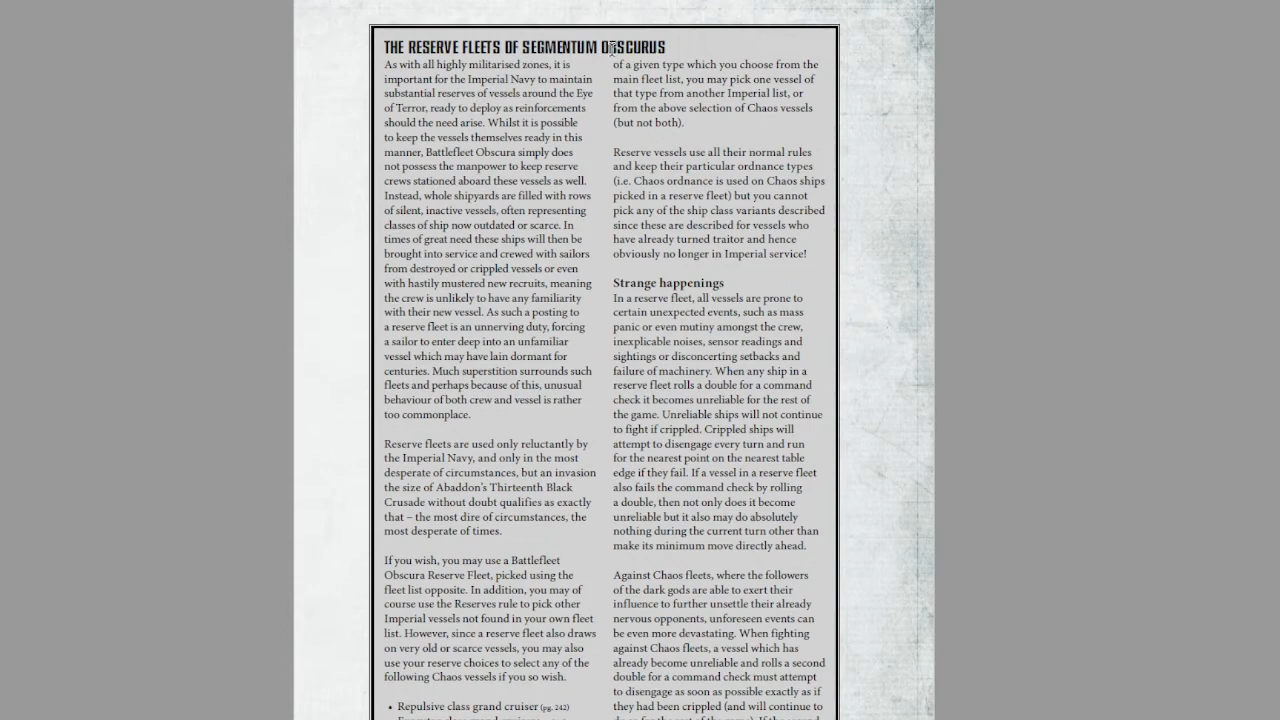 THE RESERVE FLEETS OF SEGMENTUM OBSCURUS
As with all highly militarised zones, it is
important for the Imperial Navy to maintain
substantial reserves of vessels around the Eye
of Terror, ready to deploy as reinforcements
should the need arise. Whilst it is possible
to keep the vessels themselves ready in this
manner, Battlefleet Obscura simply does
not possess the manpower to keep reserve
crews stationed aboard these vessels as well.
Instead, whole shipyards are filled with rows
of silent, inactive vessels, often representing
classes of ship now outdated or scarce. In
times of great need these ships will then be
brought into service and crewed with sailors
from destroyed or crippled vessels or even
with hastily mustered new recruits, meaning
the crew is unlikely to have any familiarity
with their new vessel. As such a posting to
a reserve fleet is an unnerving duty, forcing
a sailor to enter deep into an unfamiliar
vessel which may have lain dormant for
centuries. Much superstition surrounds such
fleets and perhaps because of this, unusual
behaviour of both crew and vessel is rather
too commonplace.
Reserve fleets are used only reluctantly by
the Imperial Navy, and only in the most
desperate of circumstances, but an invasion
the size of Abaddon's Thirteenth Black
Crusade without doubt qualifies as exactly
that – the most dire of circumstances, the
most desperate of times.
If you wish, you may use a Battlefleet
Obscura Reserve Fleet, picked using the
fleet list opposite. In addition, you may of
course use the Reserves rule to pick other
Imperial vessels not found in your own fleet
list. However, since a reserve fleet also draws
on very old or scarce vessels, you may also
use your reserve choices to select any of the
following Chaos vessels if you so wish.
• Repulsive class grand cruiser (pg. 242)
of a given type which you choose from the
main fleet list, you may pick one vessel of
that type from another Imperial list, or
from the above selection of Chaos vessels
(but not both).
Reserve vessels use all their normal rules
and keep their particular ordnance types
(i.e. Chaos ordnance is used on Chaos ships
picked in a reserve fleet) but you cannot
pick any of the ship class variants described
since these are described for vessels who
have already turned traitor and hence
obviously no longer in Imperial service!
Strange happenings
In a reserve fleet, all vessels are prone to
certain unexpected events, such as mass
panic or even mutiny amongst the crew,
inexplicable noises, sensor readings and
sightings or disconcerting setbacks and
failure of machinery. When any ship in a
reserve fleet rolls a double for a command
check it becomes unreliable for the rest of
the game. Unreliable ships will not continue
to fight if crippled. Crippled ships will
attempt to disengage every turn and run
for the nearest point on the nearest table
edge if they fail. If a vessel in a reserve fleet
also fails the command check by rolling
a double, then not only does it become
unreliable but it also may do absolutely
nothing during the current turn other than
make its minimum move directly ahead.
Against Chaos fleets, where the followers
of the dark gods are able to exert their
influence to further unsettle their already
nervous opponents, unforeseen events can
be even more devastating. When fighting
against Chaos fleets, a vessel which has
already become unreliable and rolls a second
double for a command check must attempt
to disengage as soon as possible exactly as if
they had been crippled (and will continue to